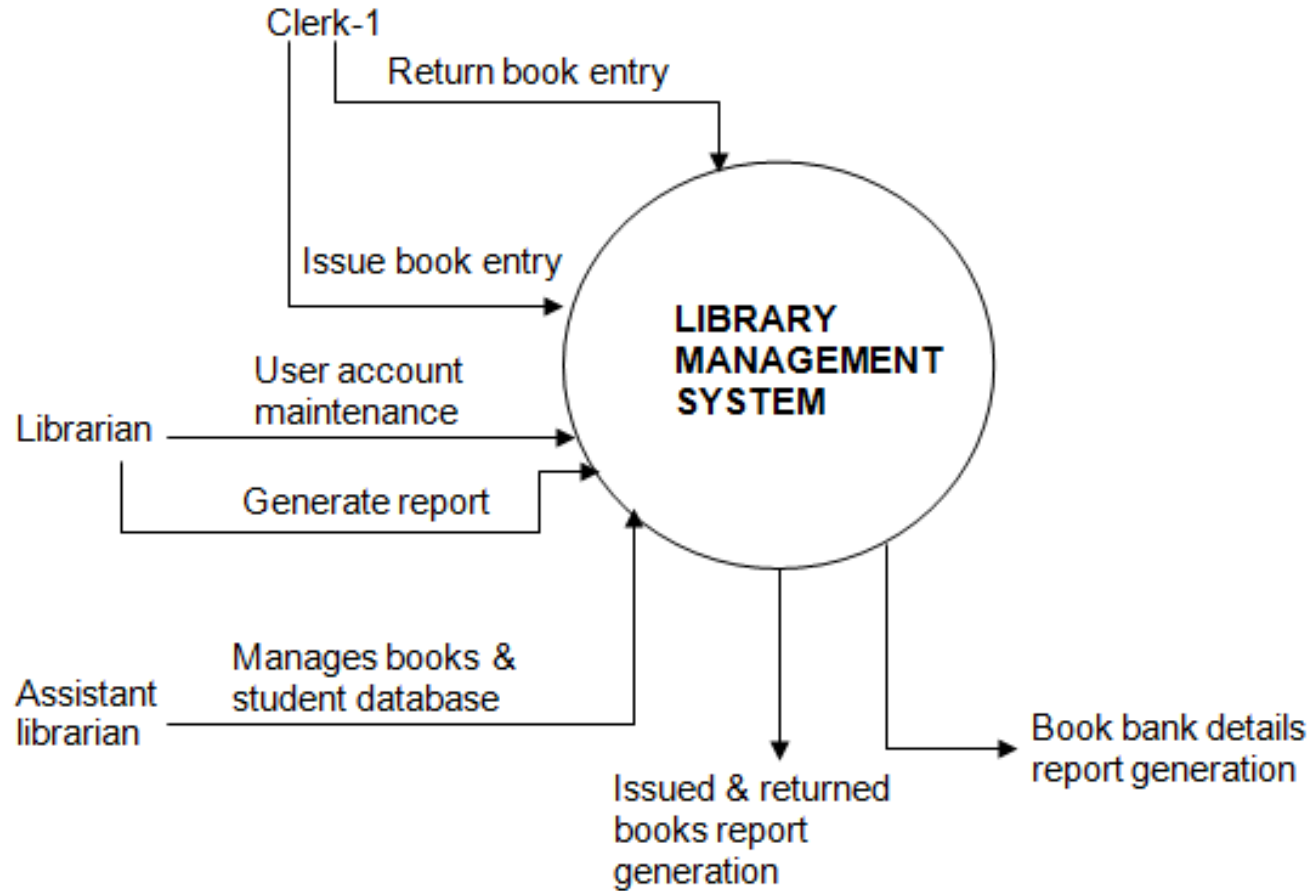 Clerk-1
Return book entry
Issue book entry
LIBRARY
MANAGEMENT
SYSTEM
User account
maintenance
Librarian
Generate report
Manages books &
student database
Assistant
librarian
Book bank details
report generation
Issued & returned
books report
generation